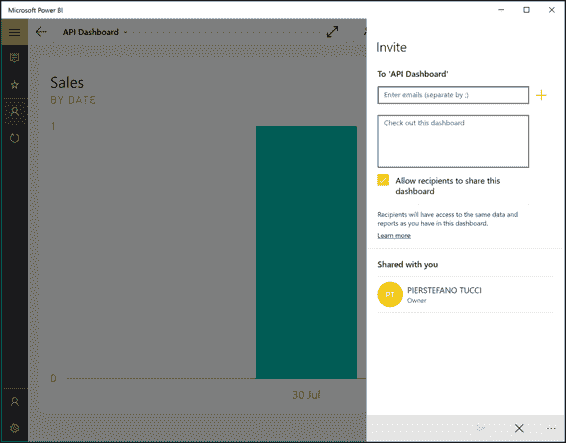 Microsoft Power BI
API Dashboard
Sales
BY DATE
1
0
30 Jul
Invite
To 'API Dashboard'
Enter emails (separate by ;)
Check out this dashboard
Allow recipients to share this
dashboard
Recipients will have access to the same data and
reports as you have in this dashboard.
Learn more
Shared with you
PT
PIERSTEFANO TUCCI
Owner